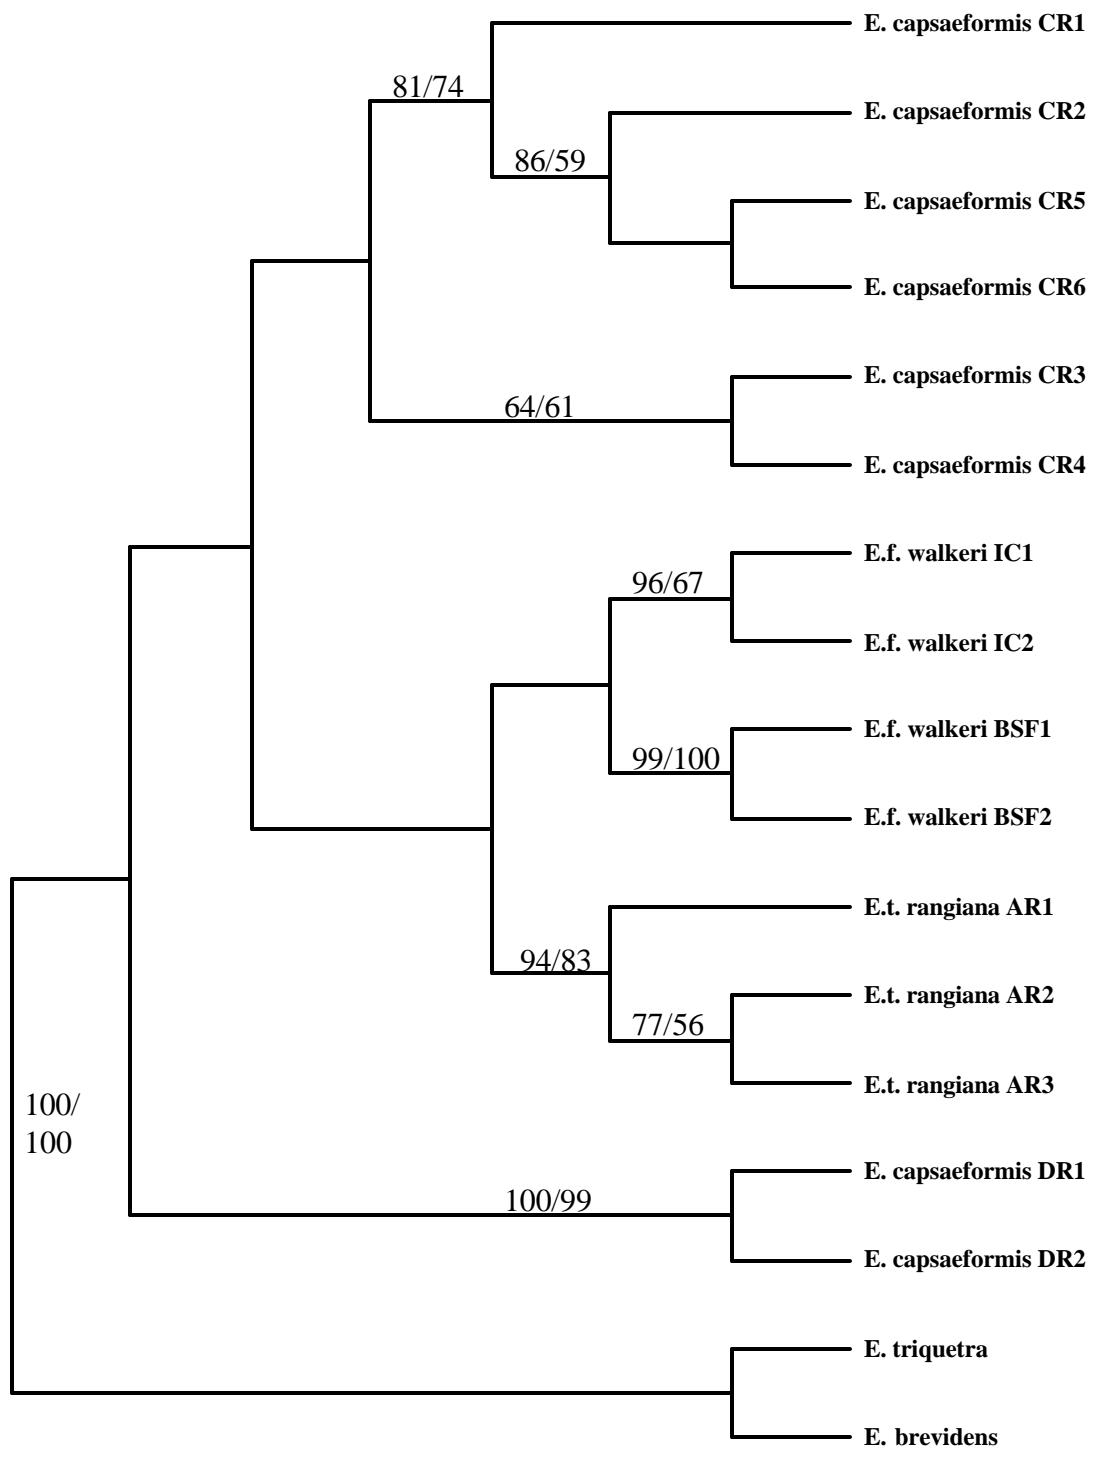 E. capsaeformis CR1
81/74
E. capsaeformis CR2
86/59
E. capsaeformis CR5
E. capsaeformis CR6
E. capsaeformis CR3
64/61
E. capsaeformis CR4
E.f. walkeri IC1
96/67
E.f. walkeri IC2
E.f. walkeri BSF1
99/100
E.f. walkeri BSF2
E.t. rangiana AR1
94/83
E.t. rangiana AR2
77/56
E.t. rangiana AR3
100/
100
E. capsaeformis DR1
100/99
E. capsaeformis DR2
E. triquetra
E. brevidens